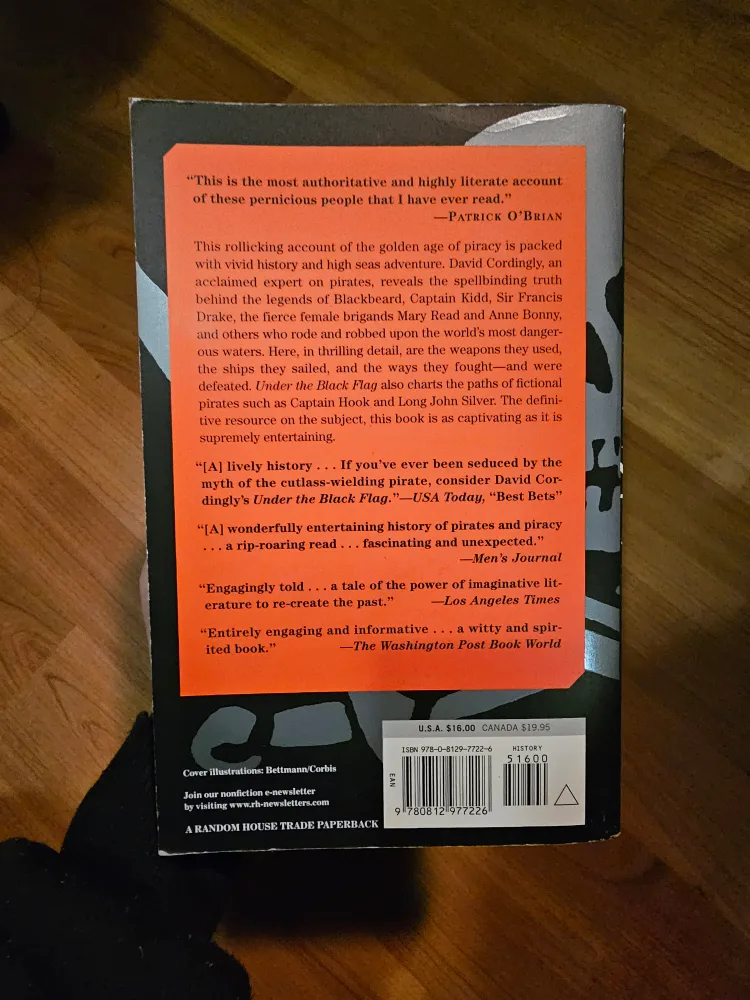 “This is the most authoritative and highly literate account
of these pernicious people that I have ever read.”
—PATRICK O’BRIAN
This rollicking account of the golden age of piracy is packed
with vivid history and high seas adventure. David Cordingly, an
acclaimed expert on pirates, reveals the spellbinding truth
behind the legends of Blackbeard, Captain Kidd, Sir Francis
Drake, the fierce female brigands Mary Read and Anne Bonny,
and others who rode and robbed upon the world’s most danger-
ous waters. Here, in thrilling detail, are the weapons they used,
the ships they sailed, and the ways they fought—and were
defeated. Under the Black Flag also charts the paths of fictional
pirates such as Captain Hook and Long John Silver. The defini-
tive resource on the subject, this book is as captivating as it is
supremely entertaining.
“[A] lively history . . . If you’ve ever been seduced by the
myth of the cutlass-wielding pirate, consider David Cor-
dingly’s Under the Black Flag.”—USA Today, “Best Bets”
“[A] wonderfully entertaining history of pirates and piracy
. . . a rip-roaring read . . . fascinating and unexpected.”
—Men’s Journal
“Engagingly told . . . a tale of the power of imaginative lit-
erature to re-create the past.” —Los Angeles Times
“Entirely engaging and informative . . . a witty and spir-
ited book.” —The Washington Post Book World
U.S.A. $16.00 CANADA $19.95
ISBN 978-0-8129-7722-6 HISTORY
51600
EAN
9 780812 977226
Cover illustrations: Bettmann/Corbis
Join our nonfiction e-newsletter
by visiting www.rh-newsletters.com
A RANDOM HOUSE TRADE PAPERBACK